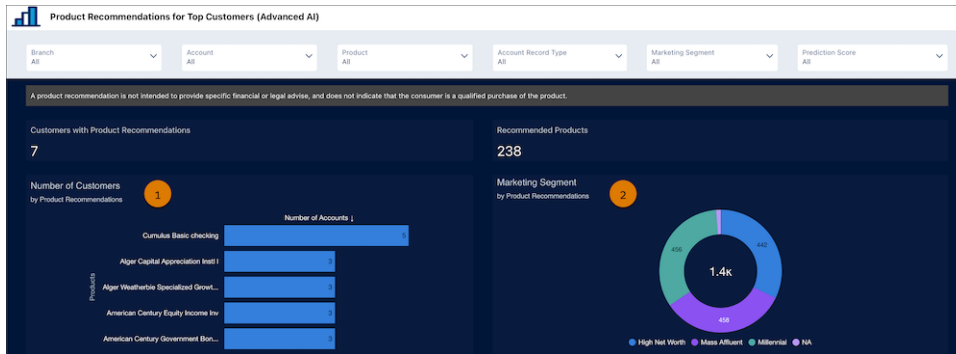 Product Recommendations for Top Customers (Advanced AI)
Branch
All
Account
All
Product
All
Account Record Type
All
Marketing Segment
All
Prediction Score
All
A product recommendation is not intended to provide specific financial or legal advise, and does not indicate that the consumer is a qualified purchase of the product.
Customers with Product Recommendations
7
Recommended Products
238
Number of Customers
by Product Recommendations
1
Number of Accounts ↓
Products
Cumulus Basic checking
5
Alger Capital Appreciation Instl I
3
Alger Weatherbie Specialized Growt...
3
American Century Equity Income Inv
3
American Century Government Bon...
3
Marketing Segment
by Product Recommendations
2
456
442
1.4K
458
High Net Worth Mass Affluent Millennial NA